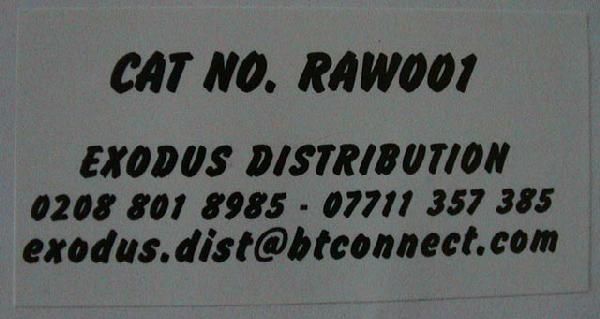 CAT NO. RAW001
EXODUS DISTRIBUTION
0208 801 8985 - 07711 357 385
exodus.dist@btconnect.com